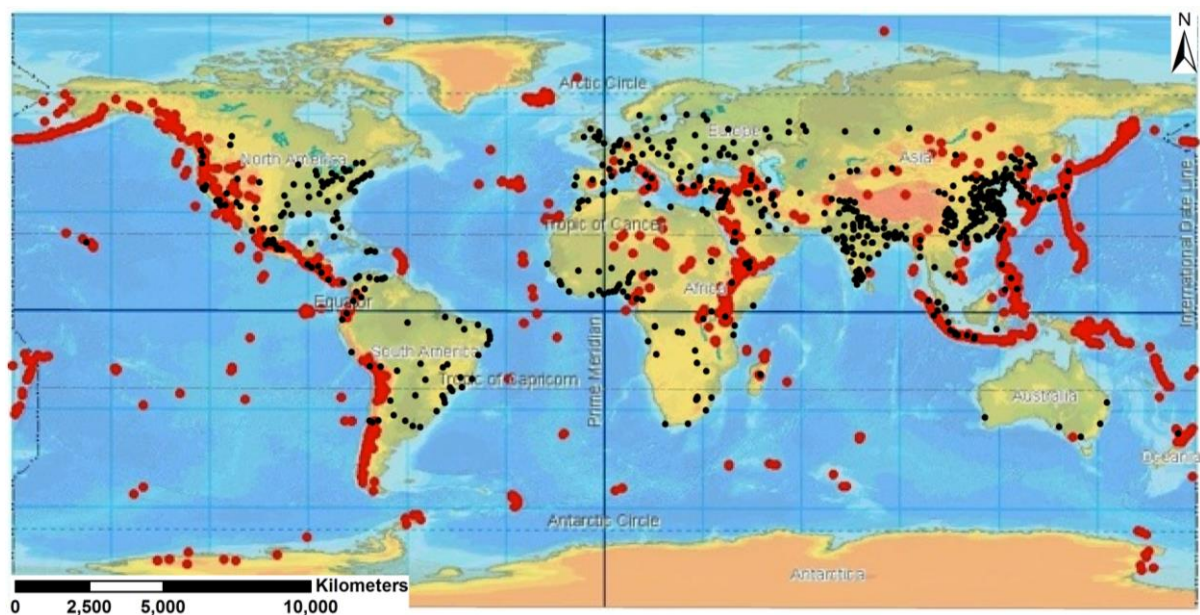 N
Arctic Circle
Europe
North America
Asia
Tropic of Cancer
International Date Line
Africa
Equator
Prime Meridian
South America
Tropic of Capricorn
Australia
Oceania
Antarctic Circle
Antarctica
Kilometers
0 2,500 5,000 10,000